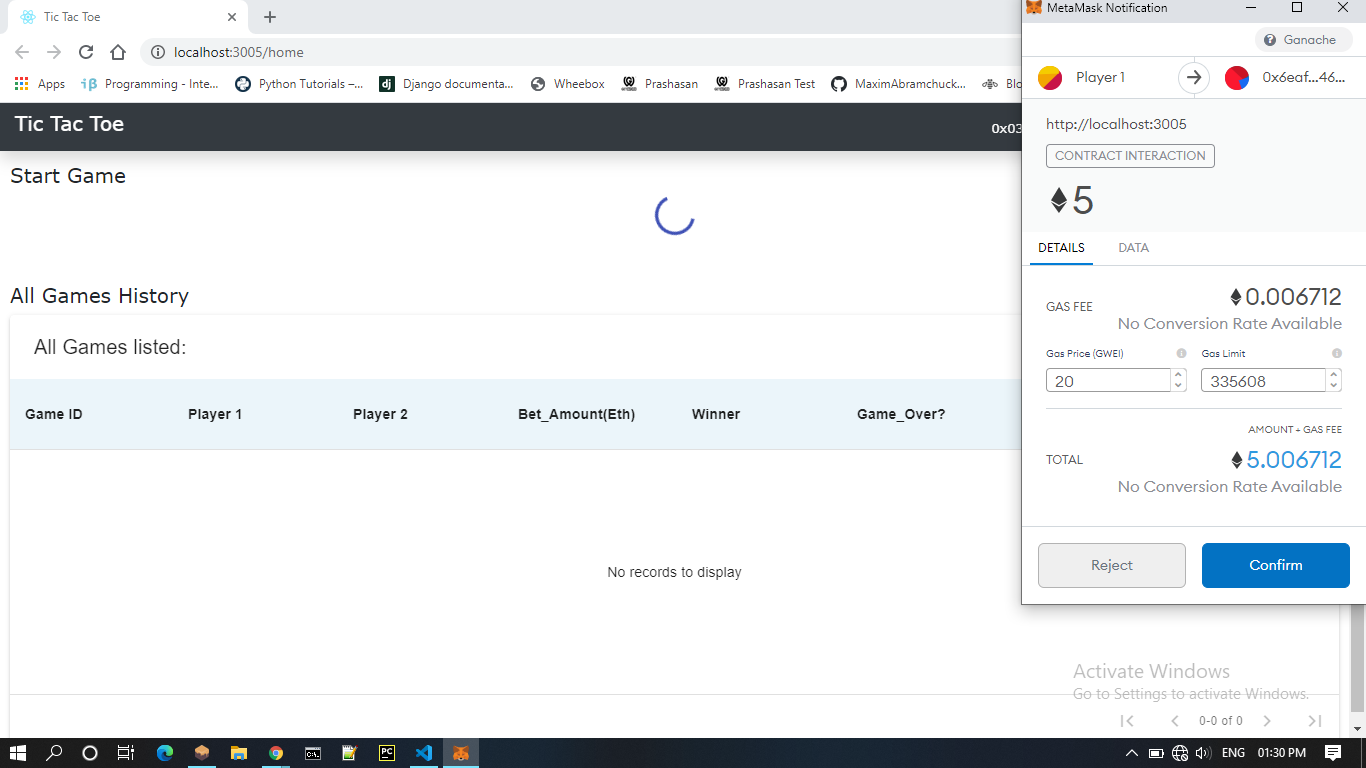 Tic Tac Toe
localhost:3005/home
Apps
Programming - Inte...
Python Tutorials –...
Django documenta...
Wheebox
Prashasan
Prashasan Test
MaximAbramchuck...
Blo
Tic Tac Toe
0x03
Start Game
All Games History
All Games listed:
Game ID Player 1 Player 2 Bet_Amount(Eth) Winner Game_Over?
No records to display
0-0 of 0
MetaMask Notification
Ganache
Player 1 0x6eaf...46...
http://localhost:3005
CONTRACT INTERACTION
5
DETAILS DATA
GAS FEE 0.006712
No Conversion Rate Available
Gas Price (GWEI) Gas Limit
20 335608
AMOUNT + GAS FEE
TOTAL 5.006712
No Conversion Rate Available
Reject Confirm
Activate Windows
Go to Settings to activate Windows.
ENG 01:30 PM